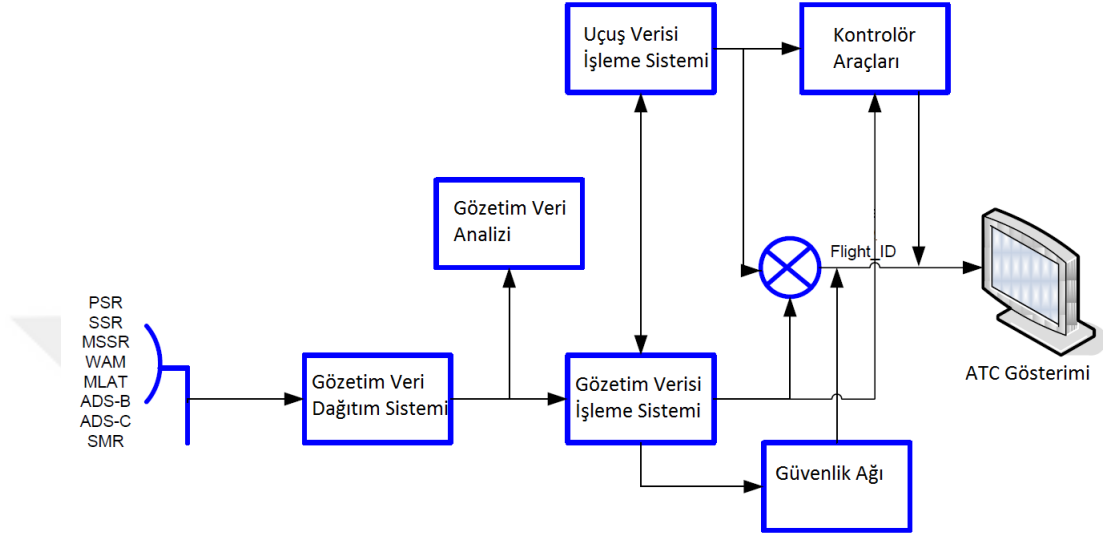 Uçuş Verisi
İşleme Sistemi
Kontrolör
Araçları
Gözetim Veri
Analizi
Flight_ID
PSR
SSR
MSSR
WAM
MLAT
ADS-B
ADS-C
SMR
Gözetim Veri
Dağıtım Sistemi
Gözetim Verisi
İşleme Sistemi
ATC Gösterimi
Güvenlik Ağı